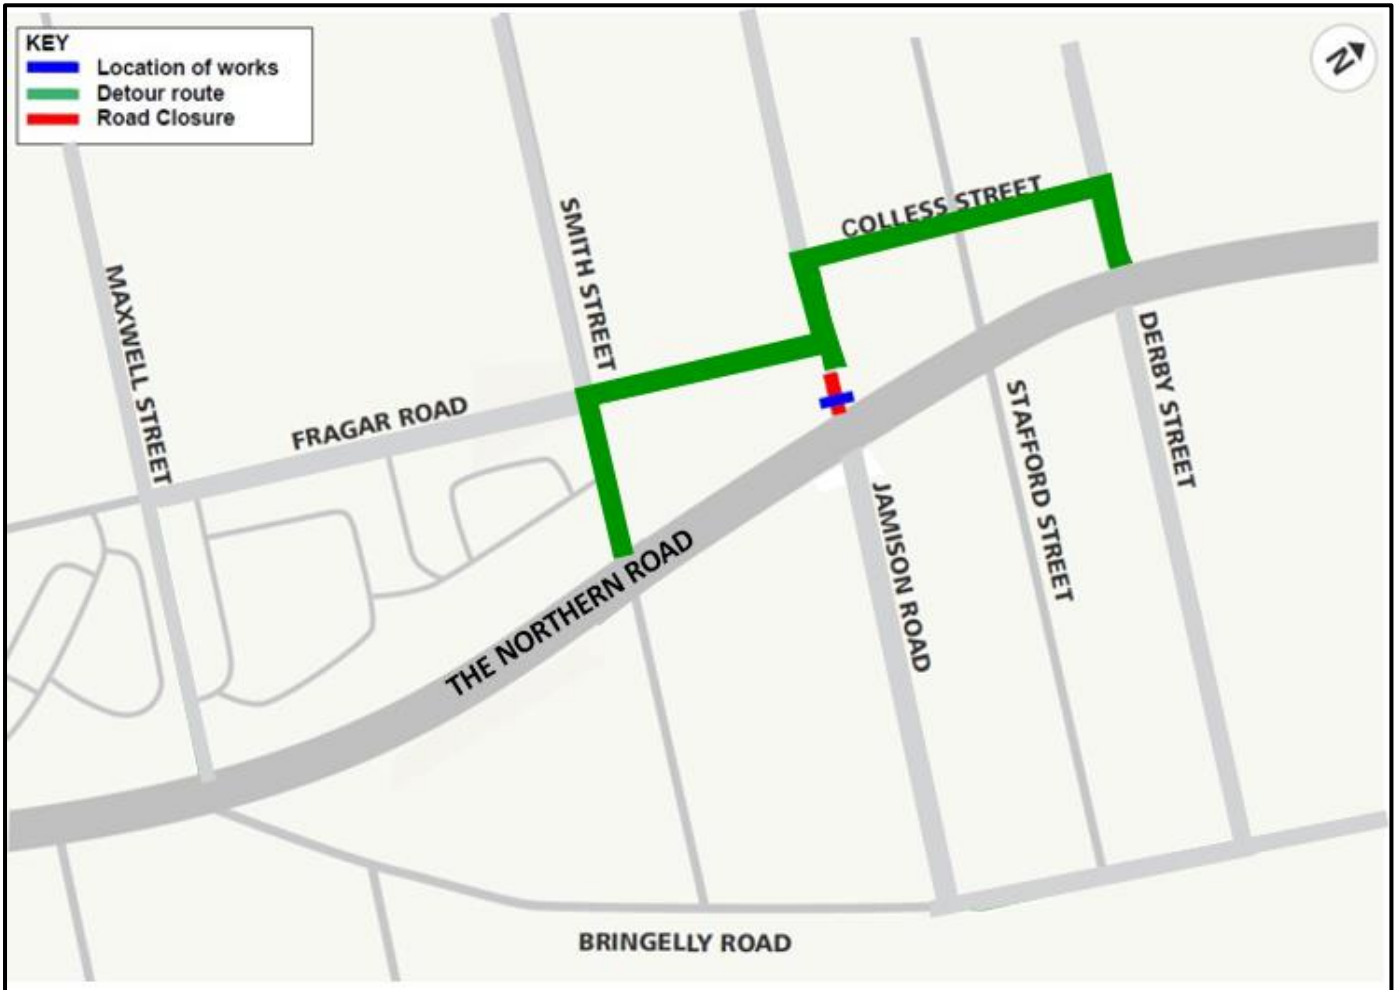 KEY
Location of works
Detour route
Road Closure
N
COLLESS STREET
SMITH STREET
MAXWELL STREET
FRAGAR ROAD
DERBY STREET
STAFFORD STREET
JAMISON ROAD
THE NORTHERN ROAD
BRINGELLY ROAD